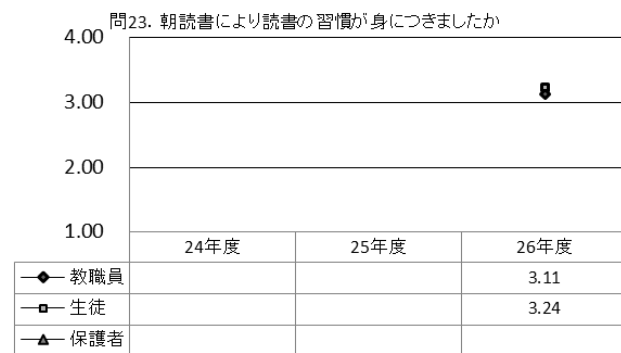 問23. 朝読書により読書の習慣が身につきましたか
4.00
3.00
2.00
1.00
24年度 25年度 26年度
教職員 3.11
生徒 3.24
保護者